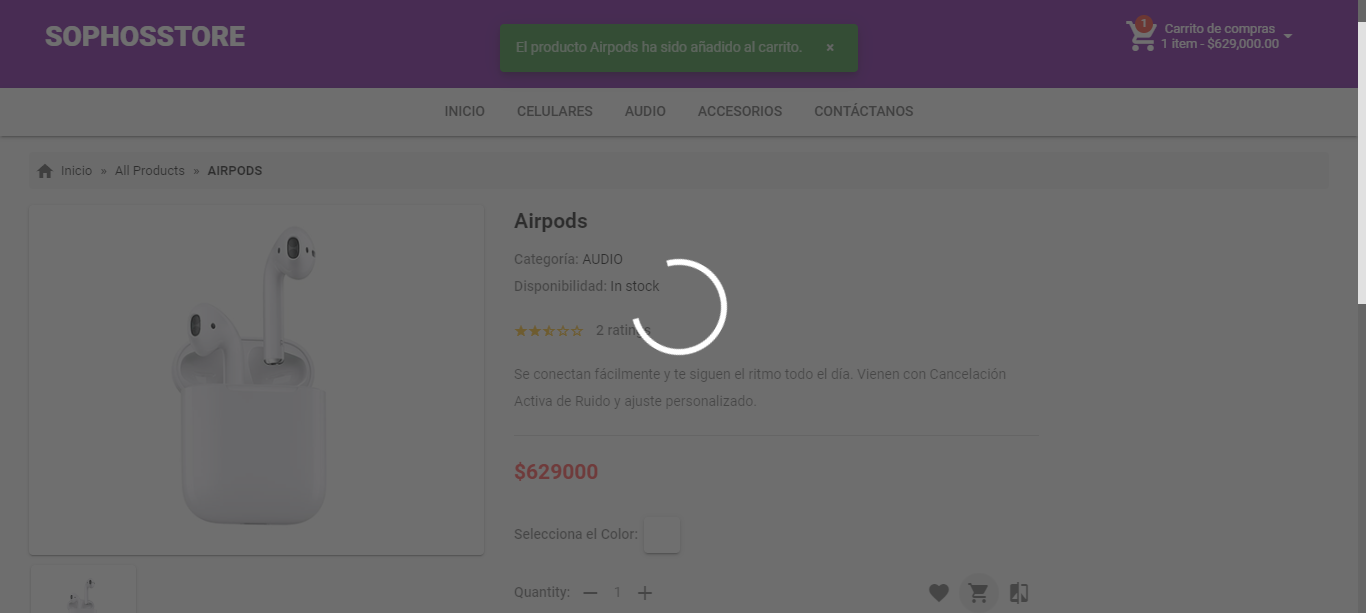 SOPHOSSTORE
El producto Airpods ha sido añadido al carrito. ×
1
Carrito de compras
1 item - $629,000.00
INICIO CELULARES AUDIO ACCESORIOS CONTÁCTANOS
Inicio » All Products » AIRPODS
Airpods
Categoría: AUDIO
Disponibilidad: In stock
2 ratings
Se conectan fácilmente y te siguen el ritmo todo el día. Vienen con Cancelación
Activa de Ruido y ajuste personalizado.
$629000
Selecciona el Color:
Quantity: 1